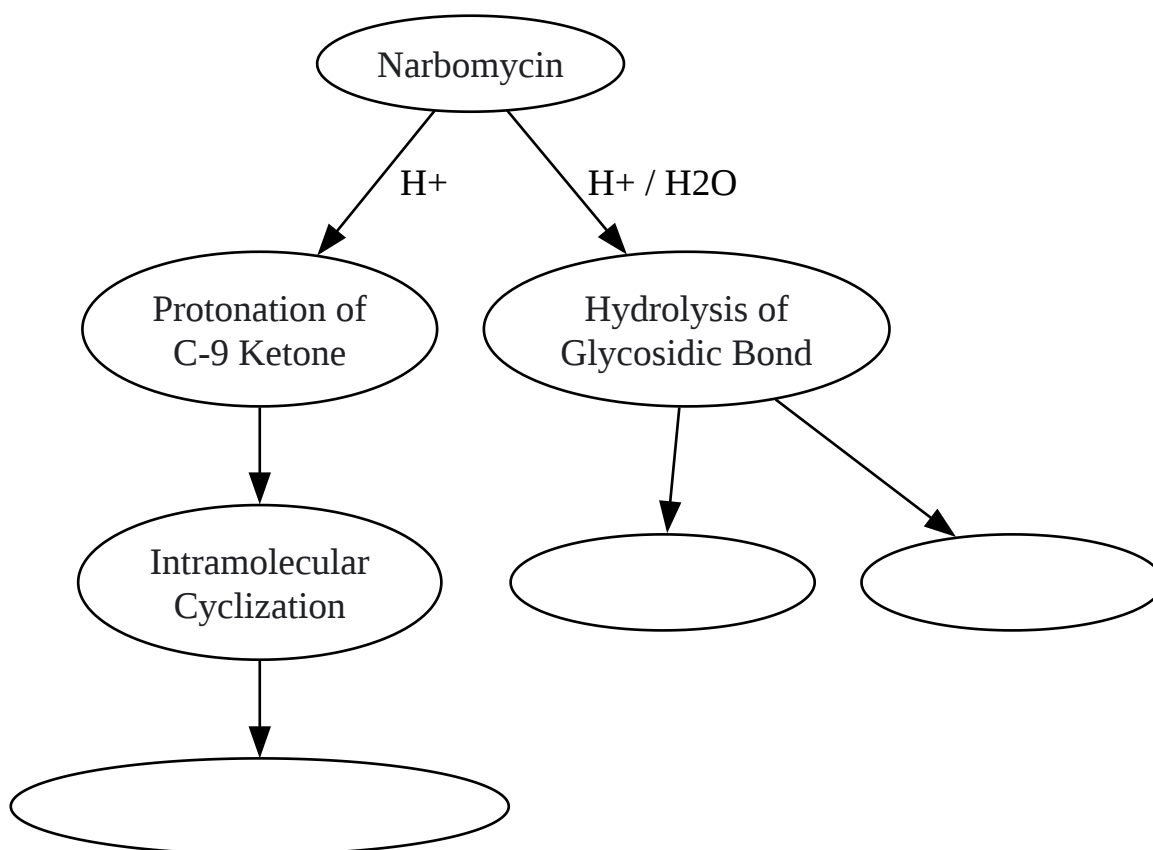 Narbomycin
H+
H+ / H2O
Protonation of
C-9 Ketone
Hydrolysis of
Glycosidic Bond
Intramolecular
Cyclization